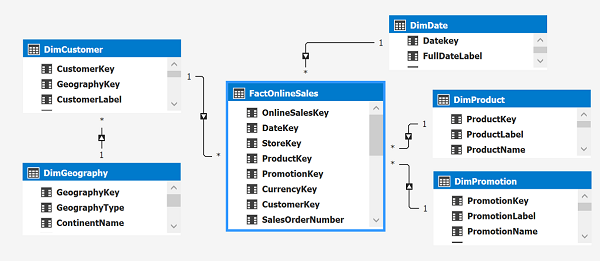 DimCustomer
CustomerKey
GeographyKey
CustomerLabel
1
*
*
1
DimGeography
GeographyKey
GeographyType
ContinentName
FactOnlineSales
OnlineSalesKey
DateKey
StoreKey
ProductKey
PromotionKey
CurrencyKey
CustomerKey
SalesOrderNumber
DimDate
Datekey
FullDateLabel
1
*
DimProduct
ProductKey
ProductLabel
ProductName
1
*
*
1
DimPromotion
PromotionKey
PromotionLabel
PromotionName